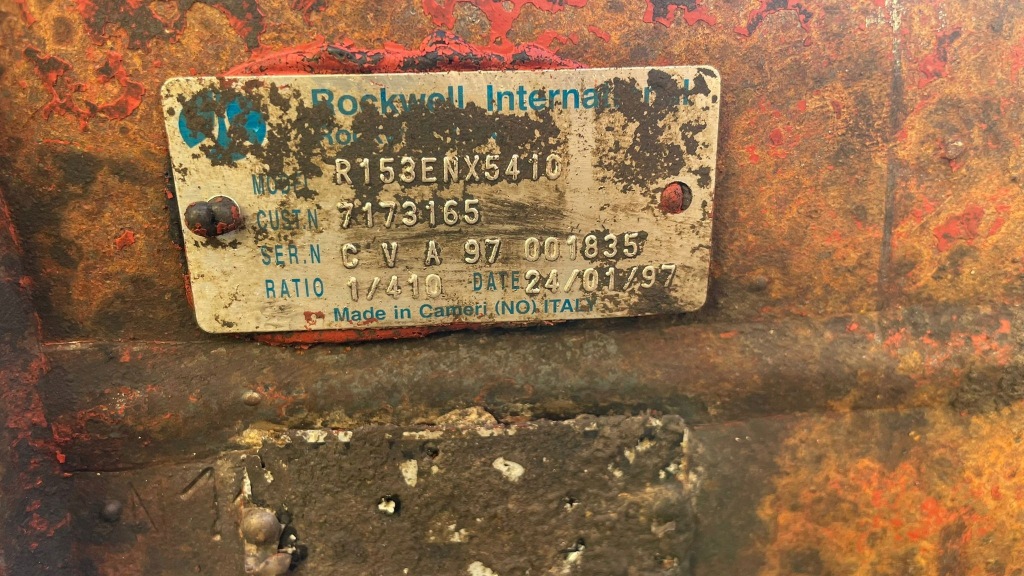 Rockwell International
MODEL R153ENX5410
CUST.N 7173165
SER.N C V A 97 001835
RATIO 1/410 DATE 24/01/97
Made in Cameri (NO) ITALY